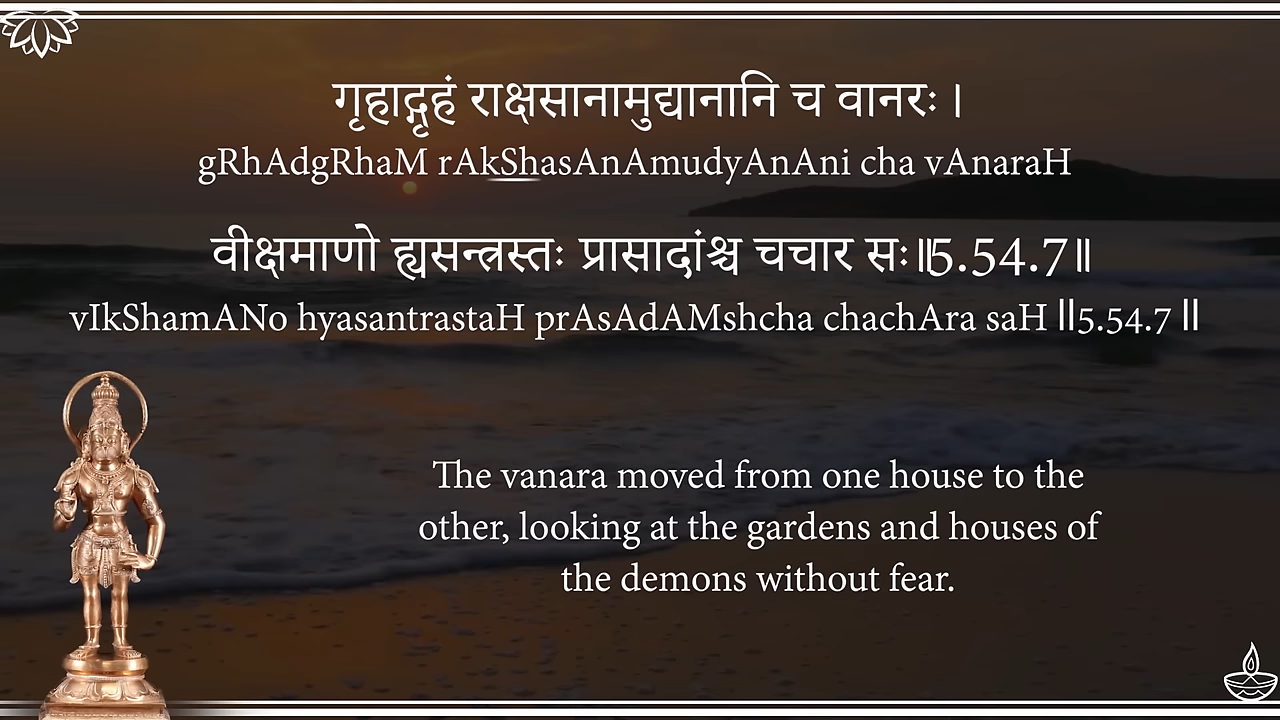 गृहाद्गृहं राक्षसानामुद्यानानि च वानरः ।
gRhAdgRhaM rAkShasAnAmudyAnAni cha vAnaraH
वीक्षमाणो ह्यसन्त्रस्तः प्रासादांश्च चचार सः॥5.54.7॥
vIkShamANo hyasantrastaH prAsAdAMshcha chachAra saH ॥5.54.7 ॥
The vanara moved from one house to the
other, looking at the gardens and houses of
the demons without fear.